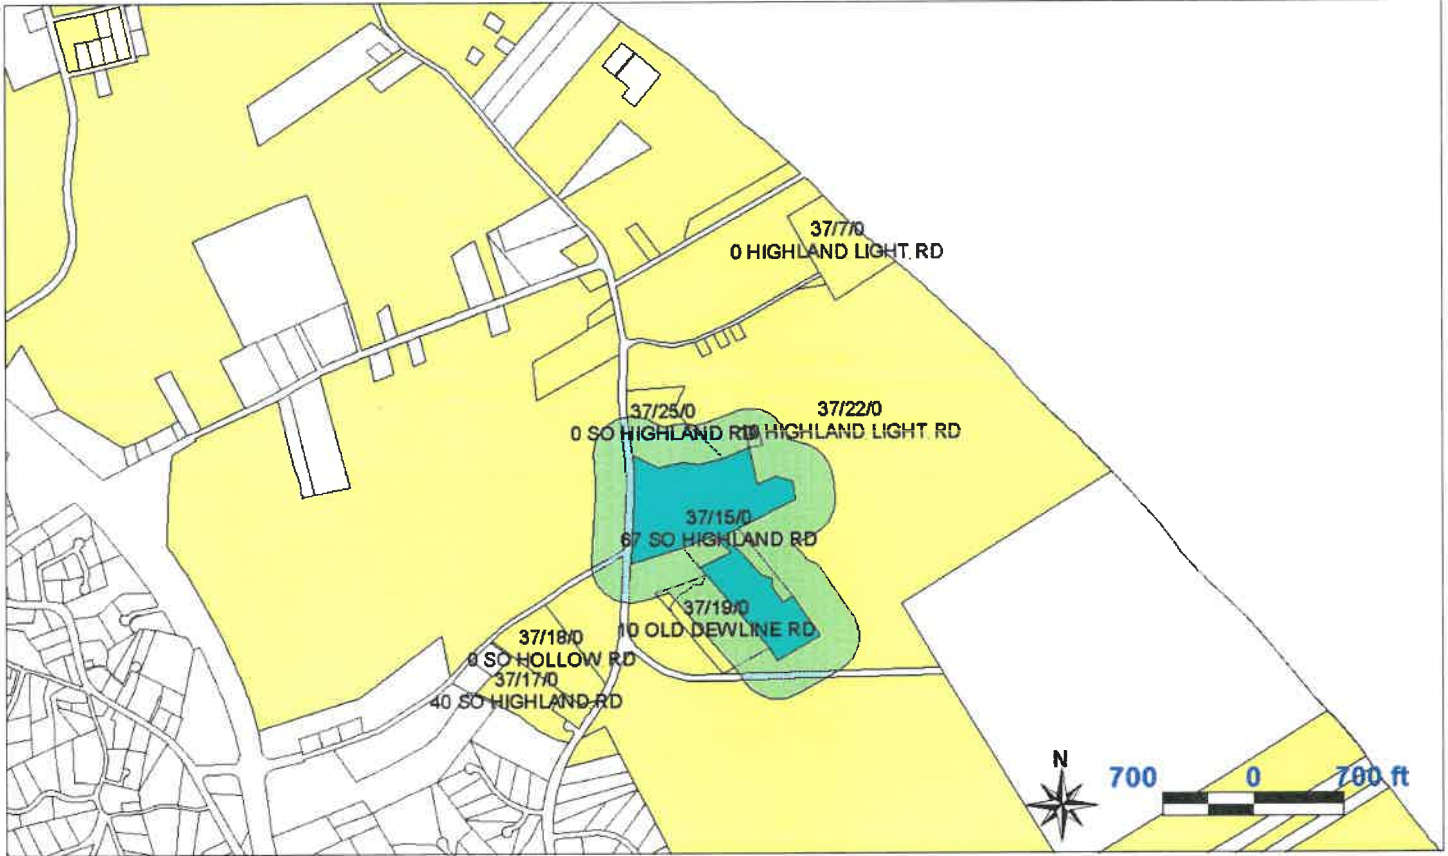 37/7/0
0 HIGHLAND LIGHT RD
37/25/0
0 SO HIGHLAND RD
37/22/0
HIGHLAND LIGHT RD
37/15/0
67 SO HIGHLAND RD
37/19/0
10 OLD DEWLINE RD
37/18/0
0 SO HOLLOW RD
37/17/0
40 SO HIGHLAND RD
N
700 0 700 ft